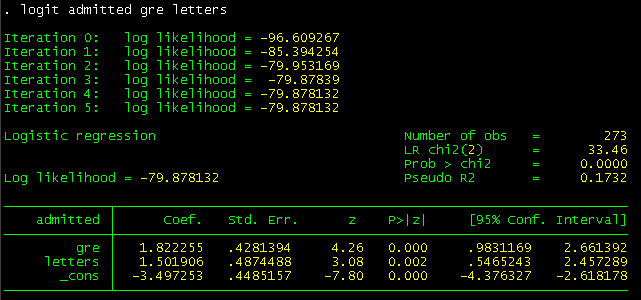 . logit admitted gre letters
Iteration 0:   log likelihood = -96.609267
Iteration 1:   log likelihood = -85.394254
Iteration 2:   log likelihood = -79.953169
Iteration 3:   log likelihood =  -79.87839
Iteration 4:   log likelihood = -79.878132
Iteration 5:   log likelihood = -79.878132
Logistic regression                               Number of obs   =        273
LR chi2(2)      =      33.46
Prob > chi2     =     0.0000
Log likelihood = -79.878132                       Pseudo R2       =     0.1732
admitted |      Coef.   Std. Err.      z    P>|z|     [95% Conf. Interval]
gre |   1.822255   .4281394     4.26   0.000     .9831169    2.661392
letters |   1.501906   .4874488     3.08   0.002     .5465243    2.457289
_cons |  -3.497253   .4485157    -7.80   0.000    -4.376327   -2.618178